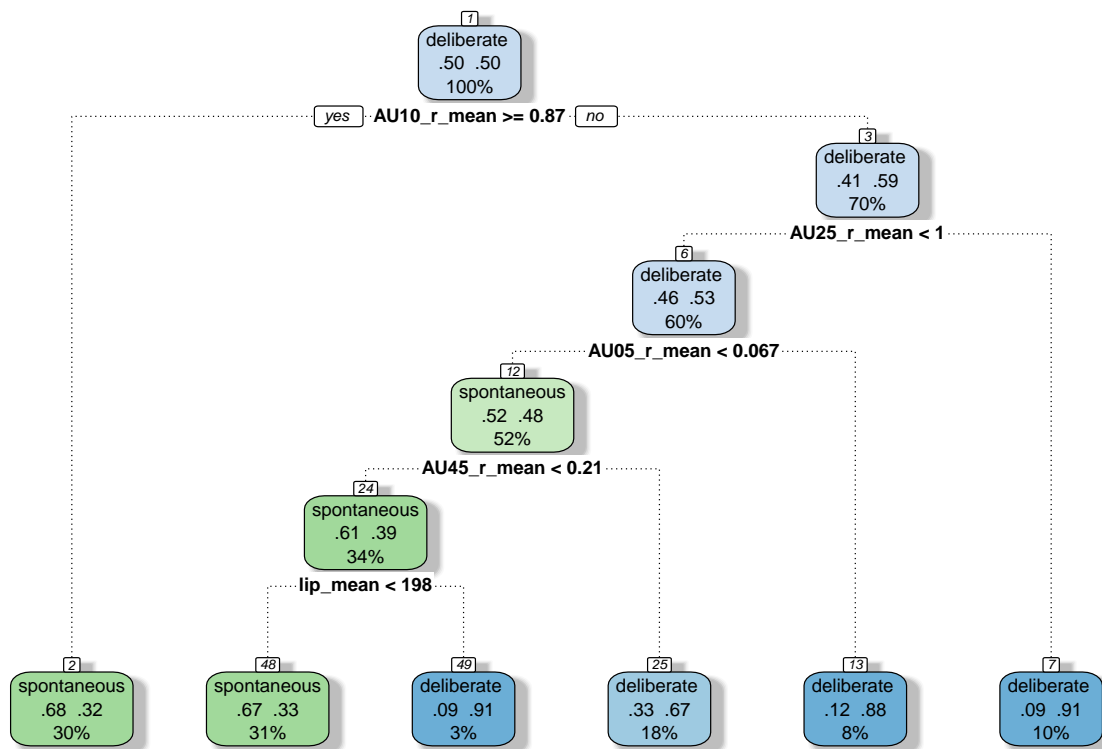 1
deliberate
.50 .50
100%
yes AU10_r_mean >= 0.87 no
3
deliberate
.41 .59
70%
AU25_r_mean < 1
6
deliberate
.46 .53
60%
AU05_r_mean < 0.067
12
spontaneous
.52 .48
52%
AU45_r_mean < 0.21
24
spontaneous
.61 .39
34%
lip_mean < 198
2
spontaneous
.68 .32
30%
48
spontaneous
.67 .33
31%
49
deliberate
.09 .91
3%
25
deliberate
.33 .67
18%
13
deliberate
.12 .88
8%
7
deliberate
.09 .91
10%